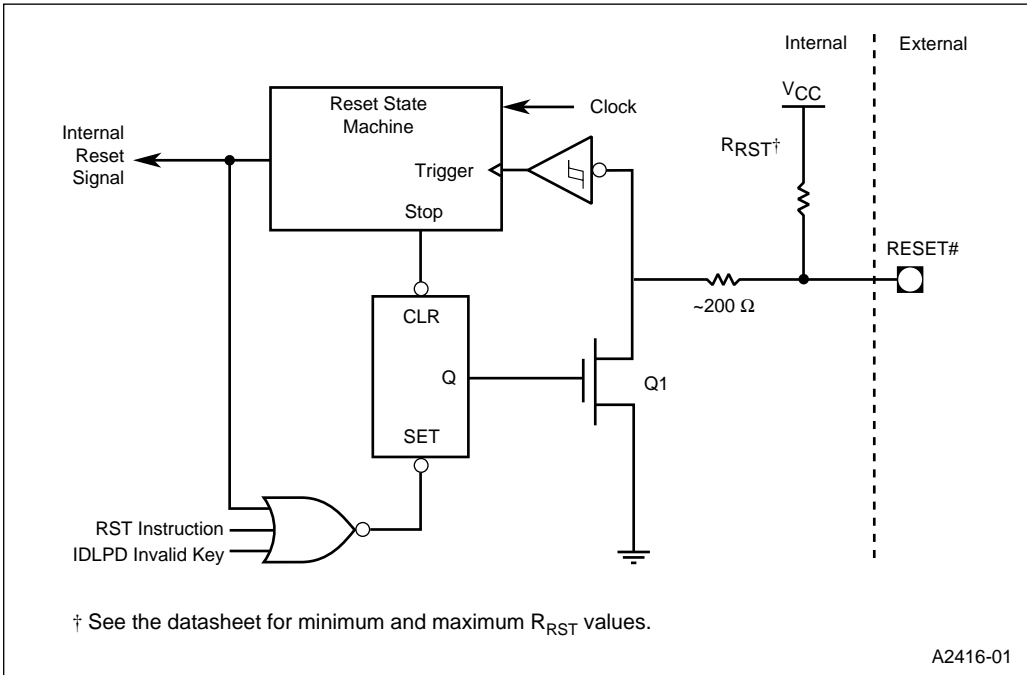 Internal
External
VCC
RRST†
RESET#
~200 Ω
Reset State
Machine
Clock
Trigger
Stop
Internal
Reset
Signal
CLR
Q
SET
Q1
RST Instruction
IDLPD Invalid Key
† See the datasheet for minimum and maximum RRST values.
A2416-01